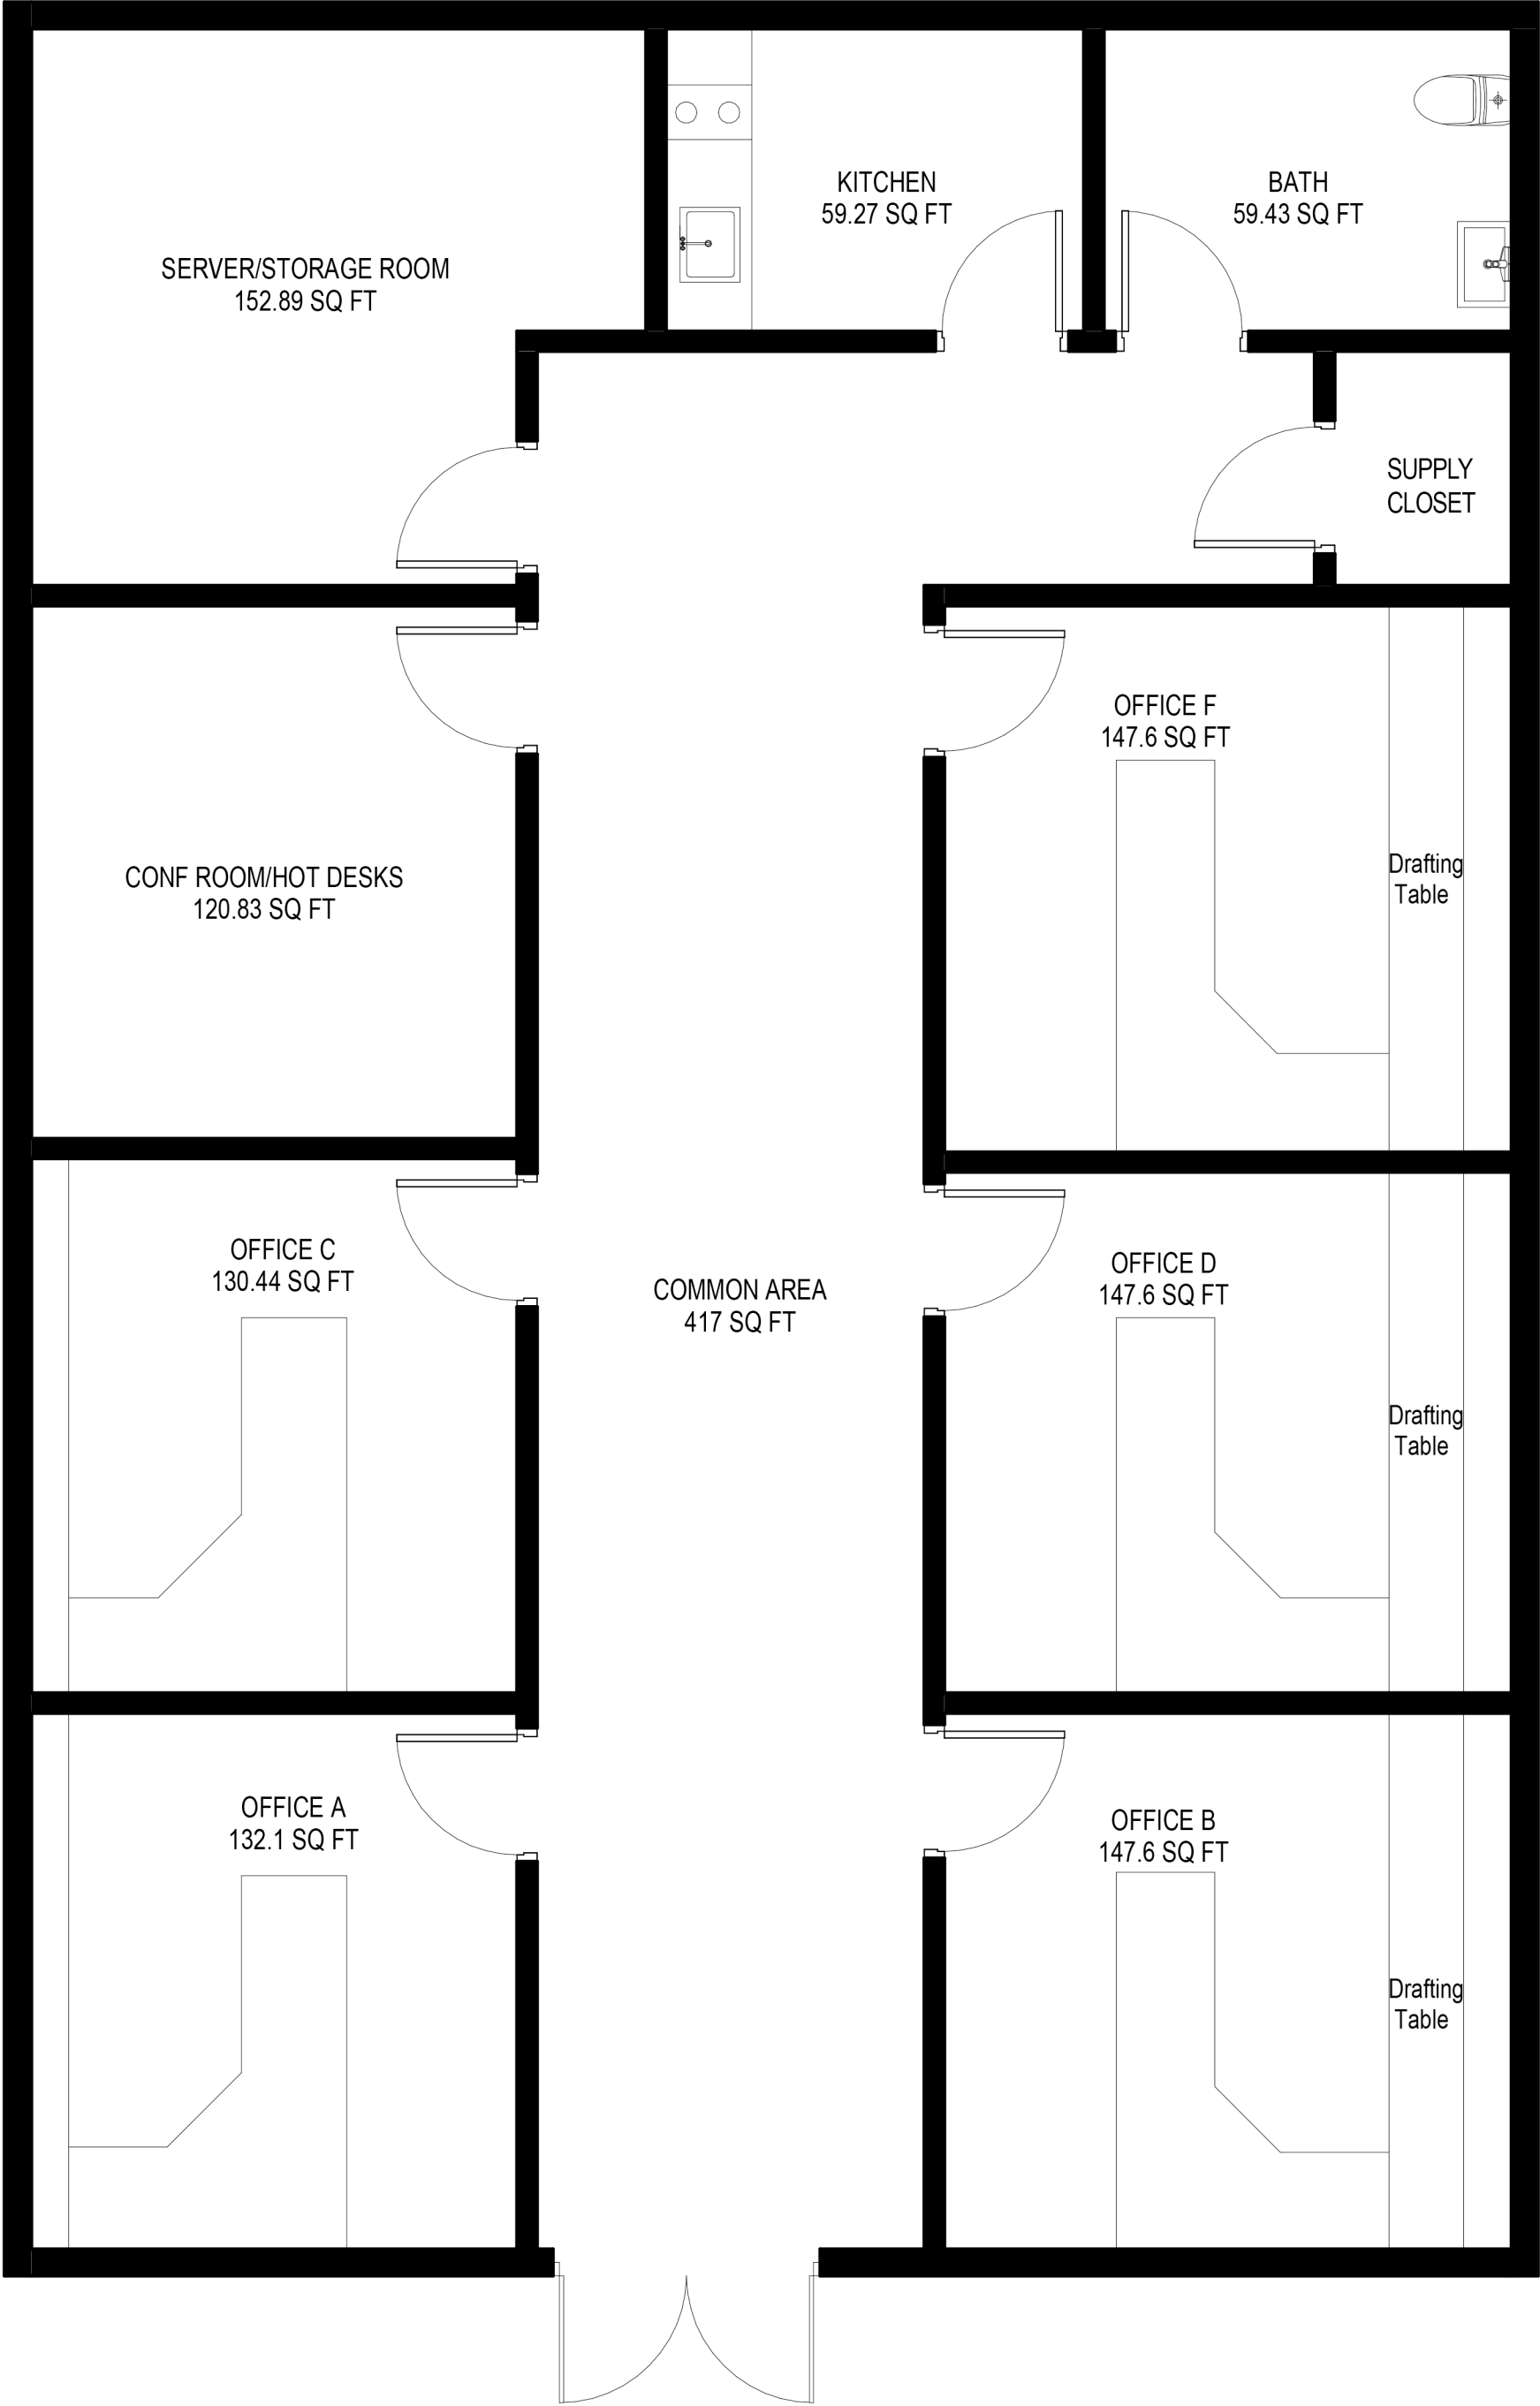 KITCHEN
59.27 SQ FT
BATH
59.43 SQ FT
SERVER/STORAGE ROOM
152.89 SQ FT
SUPPLY
CLOSET
OFFICE F
147.6 SQ FT
Drafting
Table
CONF ROOM/HOT DESKS
120.83 SQ FT
OFFICE C
130.44 SQ FT
COMMON AREA
417 SQ FT
OFFICE D
147.6 SQ FT
Drafting
Table
OFFICE A
132.1 SQ FT
OFFICE B
147.6 SQ FT
Drafting
Table